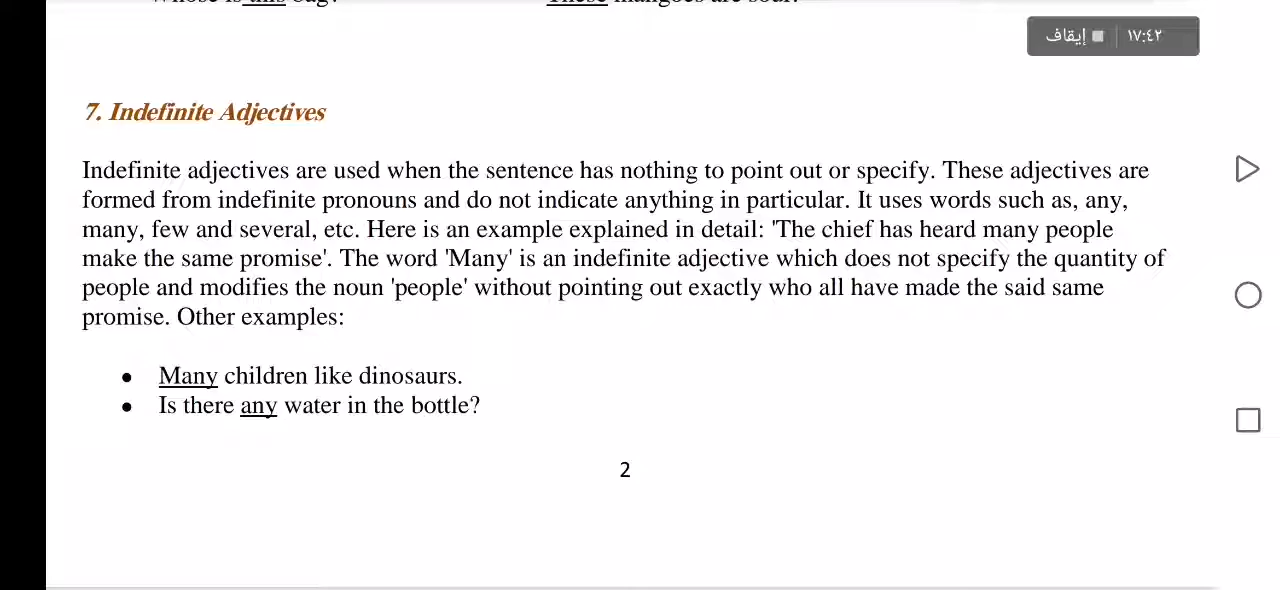 These mangoes are sour.
إيقاف ١٧:٤٢
7. Indefinite Adjectives
Indefinite adjectives are used when the sentence has nothing to point out or specify. These adjectives are
formed from indefinite pronouns and do not indicate anything in particular. It uses words such as, any,
many, few and several, etc. Here is an example explained in detail: 'The chief has heard many people
make the same promise'. The word 'Many' is an indefinite adjective which does not specify the quantity of
people and modifies the noun 'people' without pointing out exactly who all have made the said same
promise. Other examples:
• Many children like dinosaurs.
• Is there any water in the bottle?
2